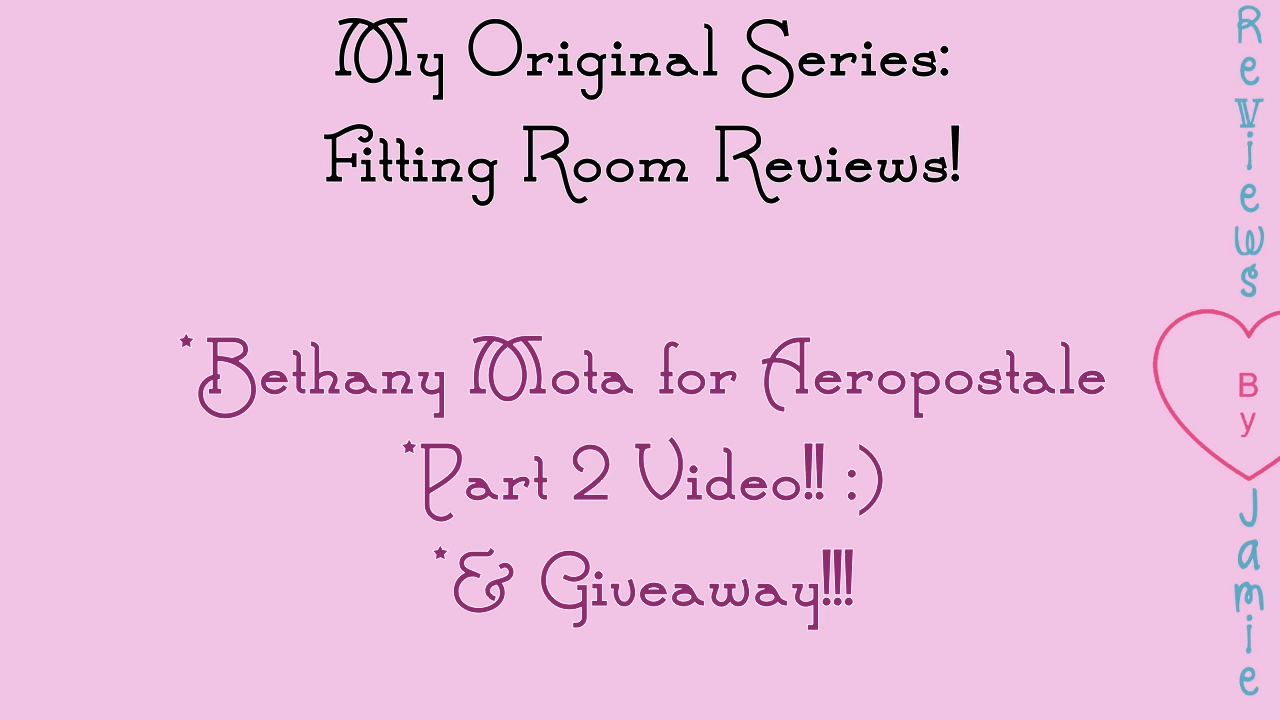 My Original Series:
Fitting Room Reviews!
*Bethany Mota for Aeropostale
*Part 2 Video!! :)
*& Giveaway!!!
Reviews
By
Jamie